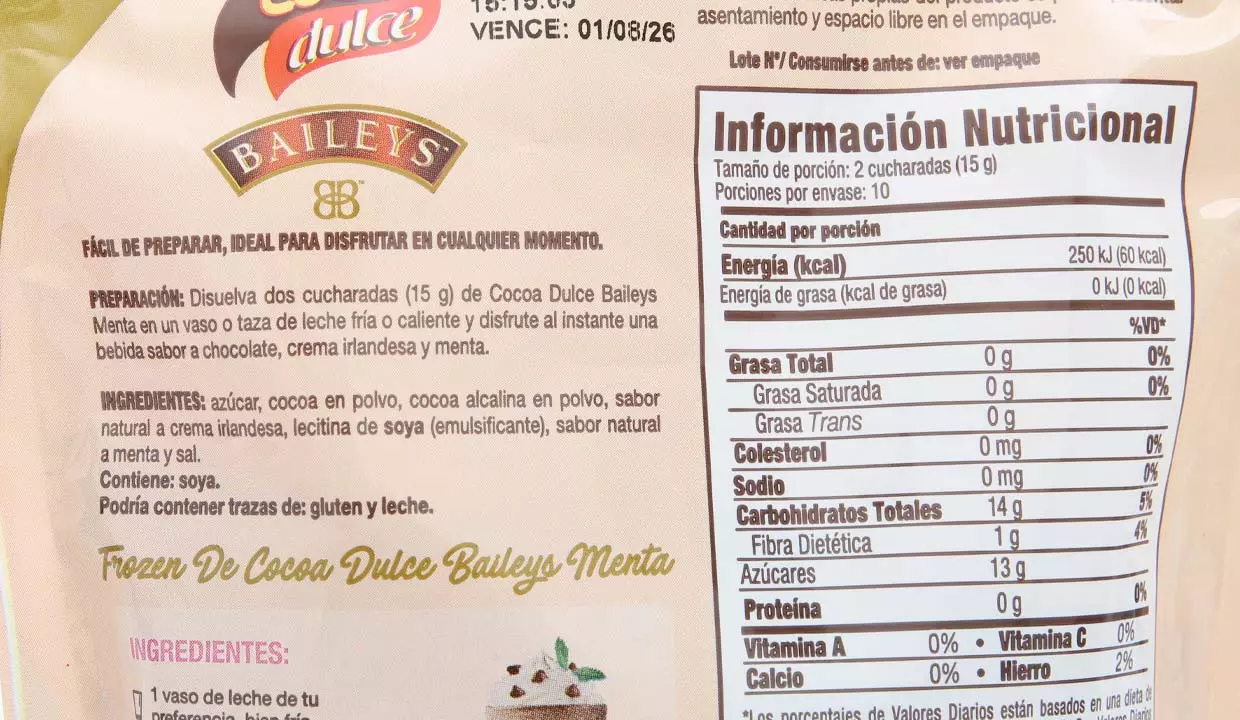 dulce
VENCE: 01/08/26
BAILEYS
FÁCIL DE PREPARAR, IDEAL PARA DISFRUTAR EN CUALQUIER MOMENTO.
PREPARACIÓN: Disuelva dos cucharadas (15 g) de Cocoa Dulce Baileys
Menta en un vaso o taza de leche fría o caliente y disfrute al instante una
bebida sabor a chocolate, crema irlandesa y menta.
INGREDIENTES: azúcar, cocoa en polvo, cocoa alcalina en polvo, sabor
natural a crema irlandesa, lecitina de soya (emulsificante), sabor natural
a menta y sal.
Contiene: soya.
Podría contener trazas de: gluten y leche.
Frozen De Cocoa Dulce Baileys Menta
INGREDIENTES:
1 vaso de leche de tu
preferencia, bien fría
asentamiento y espacio libre en el empaque.
Lote Nº/ Consumirse antes de: ver empaque
Información Nutricional
Tamaño de porción: 2 cucharadas (15 g)
Porciones por envase: 10
Cantidad por porción
Energía (kcal) 250 kJ (60 kcal)
Energía de grasa (kcal de grasa) 0 kJ (0 kcal)
%VD*
Grasa Total 0 g 0%
Grasa Saturada 0 g 0%
Grasa Trans 0 g
Colesterol 0 mg 0%
Sodio 0 mg 0%
Carbohidratos Totales 14 g 5%
Fibra Dietética 1 g 4%
Azúcares 13 g
Proteína 0 g 0%
Vitamina A 0% • Vitamina C 0%
Calcio 0% • Hierro 2%
*Los porcentajes de Valores Diarios están basados en una dieta de